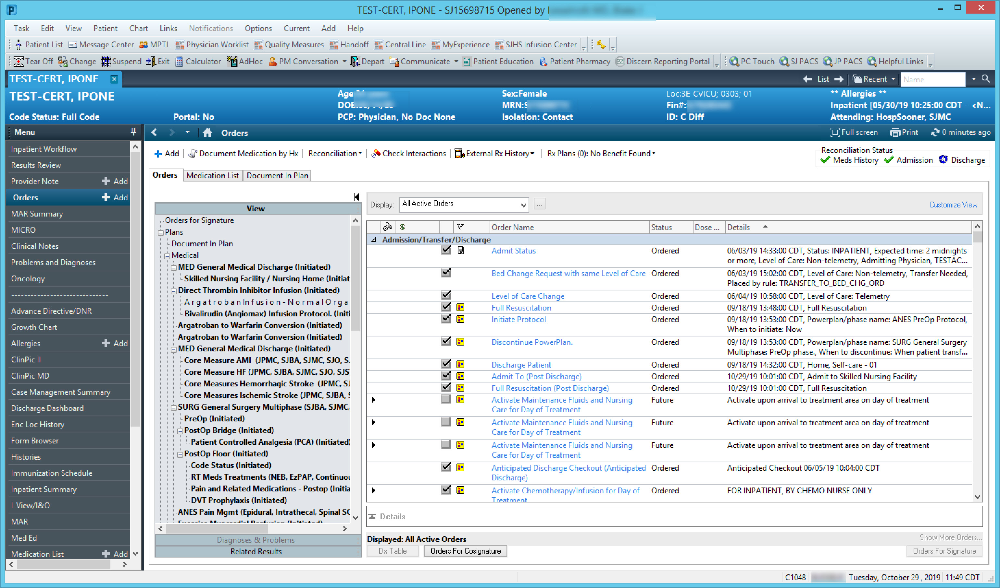 TEST-CERT, IPONE - SJ15698715 Opened by
Task Edit View Patient Chart Links Notifications Options Current Add Help
Patient List Message Center MPTL Physician Worklist Quality Measures Handoff Central Line MyExperience SJHS Infusion Center
Tear Off Change Suspend Exit Calculator AdHoc PM Conversation Depart Communicate Patient Education Patient Pharmacy Discern Reporting Portal PC Touch SJ PACS JP PACS Helpful Links
TEST-CERT, IPONE List Recent Name
TEST-CERT, IPONE Age Sex:Female Loc:3E CVICU; 0303; 01 ** Allergies **
DOB MRN:S Fin#: Inpatient [05/30/19 10:25:00 CDT - <N...
Code Status: Full Code Portal: No PCP: Physician, No Doc None Isolation: Contact ID: C Diff Attending: HospSooner, SJMC
Menu
Inpatient Workflow
Results Review
Provider Note Add
Orders Add
MAR Summary
MICRO
Clinical Notes
Problems and Diagnoses
Oncology
------------------------------
Advance Directive/DNR
Growth Chart
Allergies Add
ClinPic II
ClinPic MD
Case Management Summary
Discharge Dashboard
Enc Loc History
Form Browser
Histories
Immunization Schedule
Inpatient Summary
I-View/I&O
MAR
Med Ed
Medication List Add
Orders Full screen Print 0 minutes ago
Add Document Medication by Hx Reconciliation Check Interactions External Rx History Rx Plans (0): No Benefit Found
Reconciliation Status
Meds History Admission Discharge
Orders Medication List Document In Plan
View
Orders for Signature
Plans
Document In Plan
Medical
MED General Medical Discharge (Initiated)
Skilled Nursing Facility / Nursing Home (Initiat
Direct Thrombin Inhibitor Infusion (Initiated)
Argatroban Infusion - Normal Orga
Bivalirudin (Angiomax) Infusion Protocol. (Initi
Argatroban to Warfarin Conversion (Initiated)
Argatroban to Warfarin Conversion (Initiated)
MED General Medical Discharge (Initiated)
Core Measure AMI (JPMC, SJBA, SJMC, SJO, SJ
Core Measure HF (JPMC, SJBA, SJMC, SJO, SJS
Core Measures Hemorrhagic Stroke (JPMC, SJ
Core Measures Ischemic Stroke (JPMC, SJBA, S
SURG General Surgery Multiphase (SJBA, SJMC,
PreOp (Initiated)
PostOp Bridge (Initiated)
Patient Controlled Analgesia (PCA) (Initiated)
PostOp Floor (Initiated)
Code Status (Initiated)
RT Meds Treatments (NEB, EzPAP, Continuou
Pain and Related Medications - Postop (Initia
DVT Prophylaxis (Initiated)
ANES Pain Mgmt (Epidural, Intrathecal, Spinal SC
Diagnoses & Problems
Related Results
Display: All Active Orders ... Customize View
$ Order Name Status Dose ... Details
Admission/Transfer/Discharge
Admit Status Ordered 06/03/19 14:33:00 CDT, Status: INPATIENT, Expected time: 2 midnights
or more, Level of Care: Non-telemetry, Admitting Physician, TESTAC...
Bed Change Request with same Level of Care Ordered 06/03/19 15:02:00 CDT, Level of Care: Non-telemetry, Transfer Needed,
Placed by rule: TRANSFER_TO_BED_CHG_ORD
Level of Care Change Ordered 06/04/19 10:58:00 CDT, Level of Care: Telemetry
Full Resuscitation Ordered 09/18/19 13:48:00 CDT, Full Resuscitation
Initiate Protocol Ordered 09/18/19 13:53:00 CDT, Powerplan/phase name: ANES PreOp Protocol,
When to initiate: Now
Discontinue PowerPlan. Ordered 09/18/19 13:53:00 CDT, Powerplan/phase name: SURG General Surgery
Multiphase: PreOp phase., When to discontinue: When patient transf...
Discharge Patient Ordered 09/18/19 14:32:00 CDT, Home, Self-care - 01
Admit To (Post Discharge) Ordered 10/29/19 10:01:00 CDT, Admit to Skilled Nursing Facility
Full Resuscitation (Post Discharge) Ordered 10/29/19 10:01:00 CDT, Full Resuscitation
Activate Maintenance Fluids and Nursing Future Activate upon arrival to treatment area on day of treatment
Care for Day of Treatment
Activate Maintenance Fluids and Nursing Future Activate upon arrival to treatment area on day of treatment
Care for Day of Treatment
Activate Maintenance Fluids and Nursing Future Activate upon arrival to treatment area on day of treatment
Care for Day of Treatment
Anticipated Discharge Checkout (Anticipated Ordered Anticipated Checkout 06/05/19 10:04:00 CDT
Discharge)
Activate Chemotherapy/Infusion for Day of Ordered FOR INPATIENT, BY CHEMO NURSE ONLY
Treatment
Details
Displayed: All Active Orders Show More Orders...
Dx Table Orders For Cosignature Orders For Signature
C1048 Tuesday, October 29 , 2019 11:49 CDT